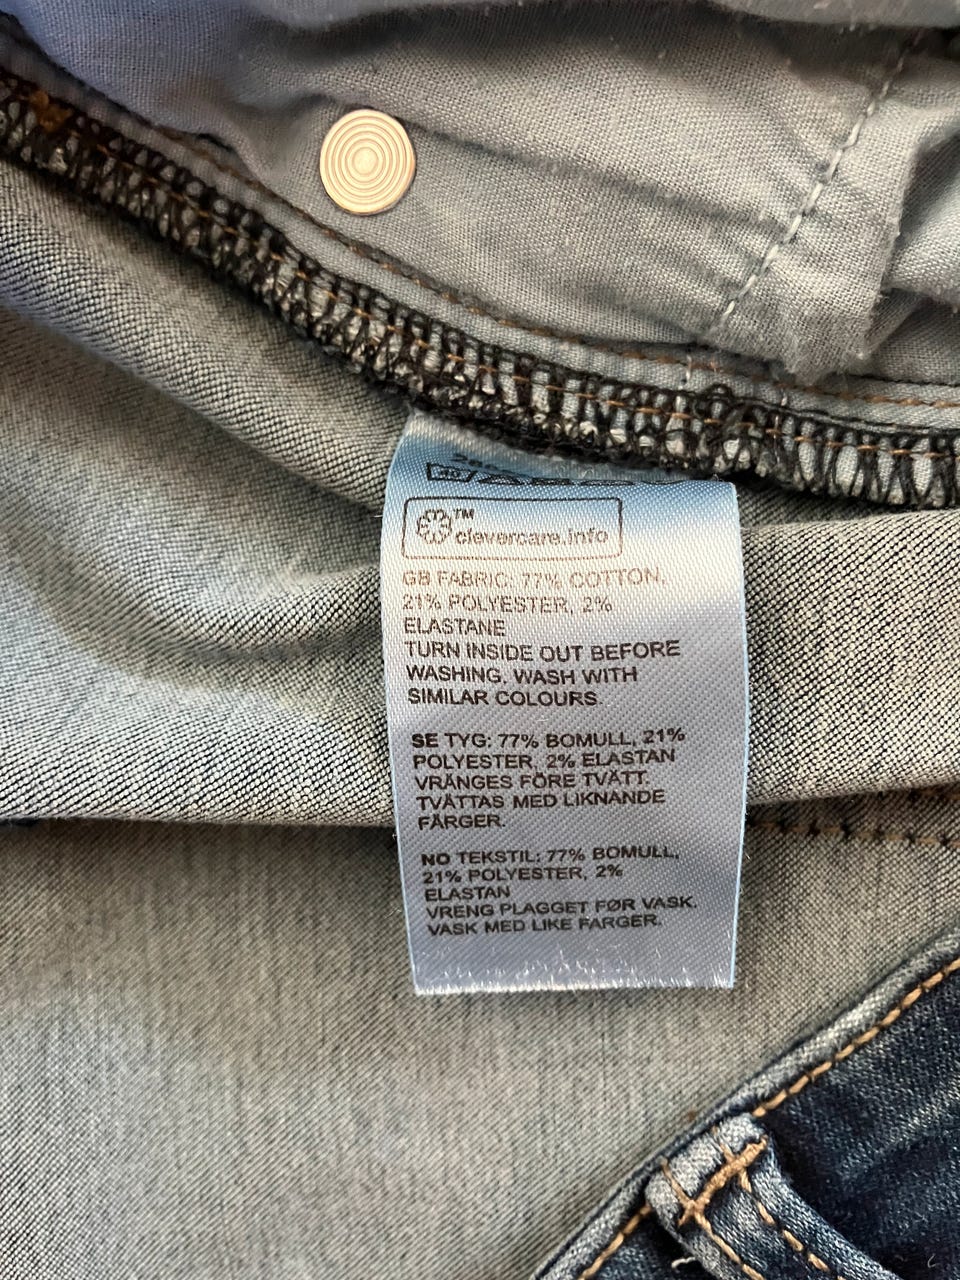 40
TM
clevercare.info
GB FABRIC: 77% COTTON,
21% POLYESTER, 2%
ELASTANE
TURN INSIDE OUT BEFORE
WASHING. WASH WITH
SIMILAR COLOURS.
SE TYG: 77% BOMULL, 21%
POLYESTER, 2% ELASTAN
VRÄNGES FÖRE TVÄTT.
TVÄTTAS MED LIKNANDE
FÄRGER.
NO TEKSTIL: 77% BOMULL,
21% POLYESTER, 2%
ELASTAN
VRENG PLAGGET FØR VASK.
VASK MED LIKE FARGER.